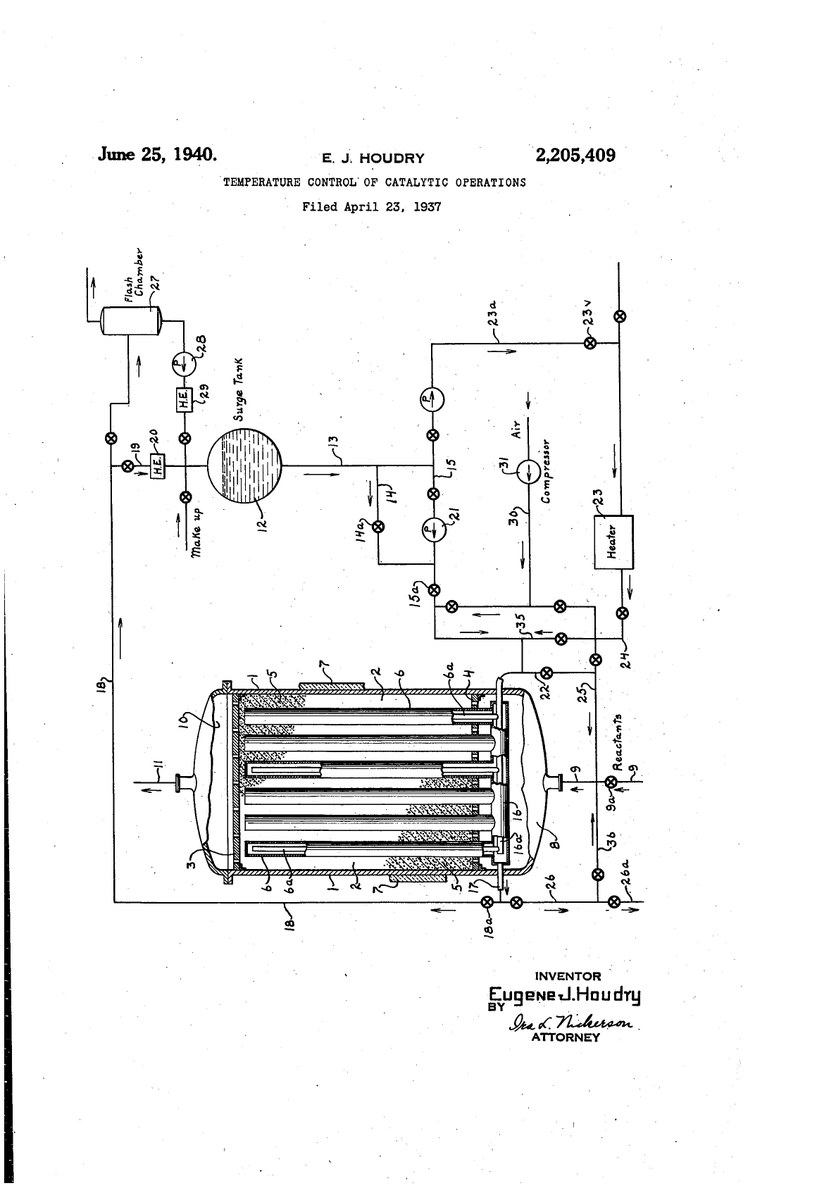 June 25, 1940.
E. J. HOUDRY
2,205,409
TEMPERATURE CONTROL OF CATALYTIC OPERATIONS
Filed April 23, 1937
Flash
Chamber
27
P
28
H.E.
29
19
H.E.
20
Make up
Surge Tank
12
13
14
14a
15
P
21
15a
P
23a
23v
Air
31
Compressor
30
23
Heater
24
35
22
25
18
11
10
1
5
7
2
6
6a
4
3
6
6a
1
2
7
5
16
16a
17
8
9
Reactants
9a
9
36
18
18a
26
26a
INVENTOR
Eugene J. Houdry
BY
Ira L. Nickerson
ATTORNEY